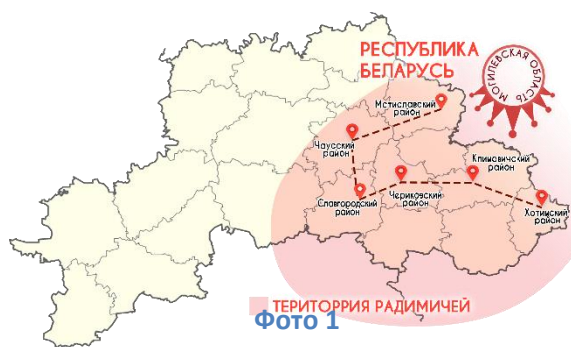 РЕСПУБЛИКА
БЕЛАРУСЬ
МОГИЛЕВСКАЯ ОБЛАСТЬ
Мстиславский
район
Чаусский
район
Климавичский
район
Славгородский
район
Чериковский
район
Хотимский
район
ТЕРИТОРРИЯ РАДИМИЧЕЙ
Фото 1